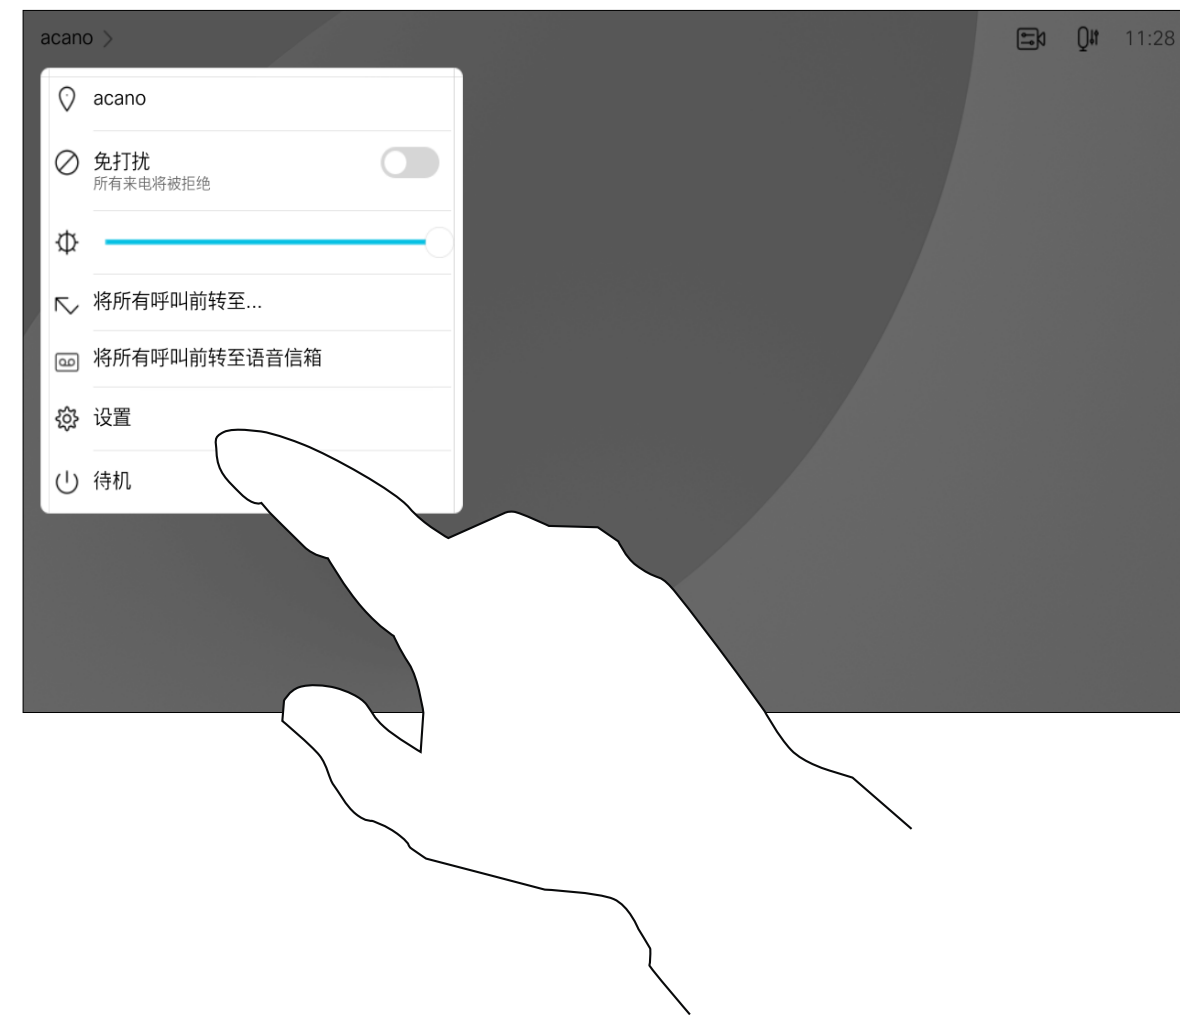 acano
11:28
acano
免打扰
所有来电将被拒绝
将所有呼叫前转至...
将所有呼叫前转至语音信箱
设置
待机